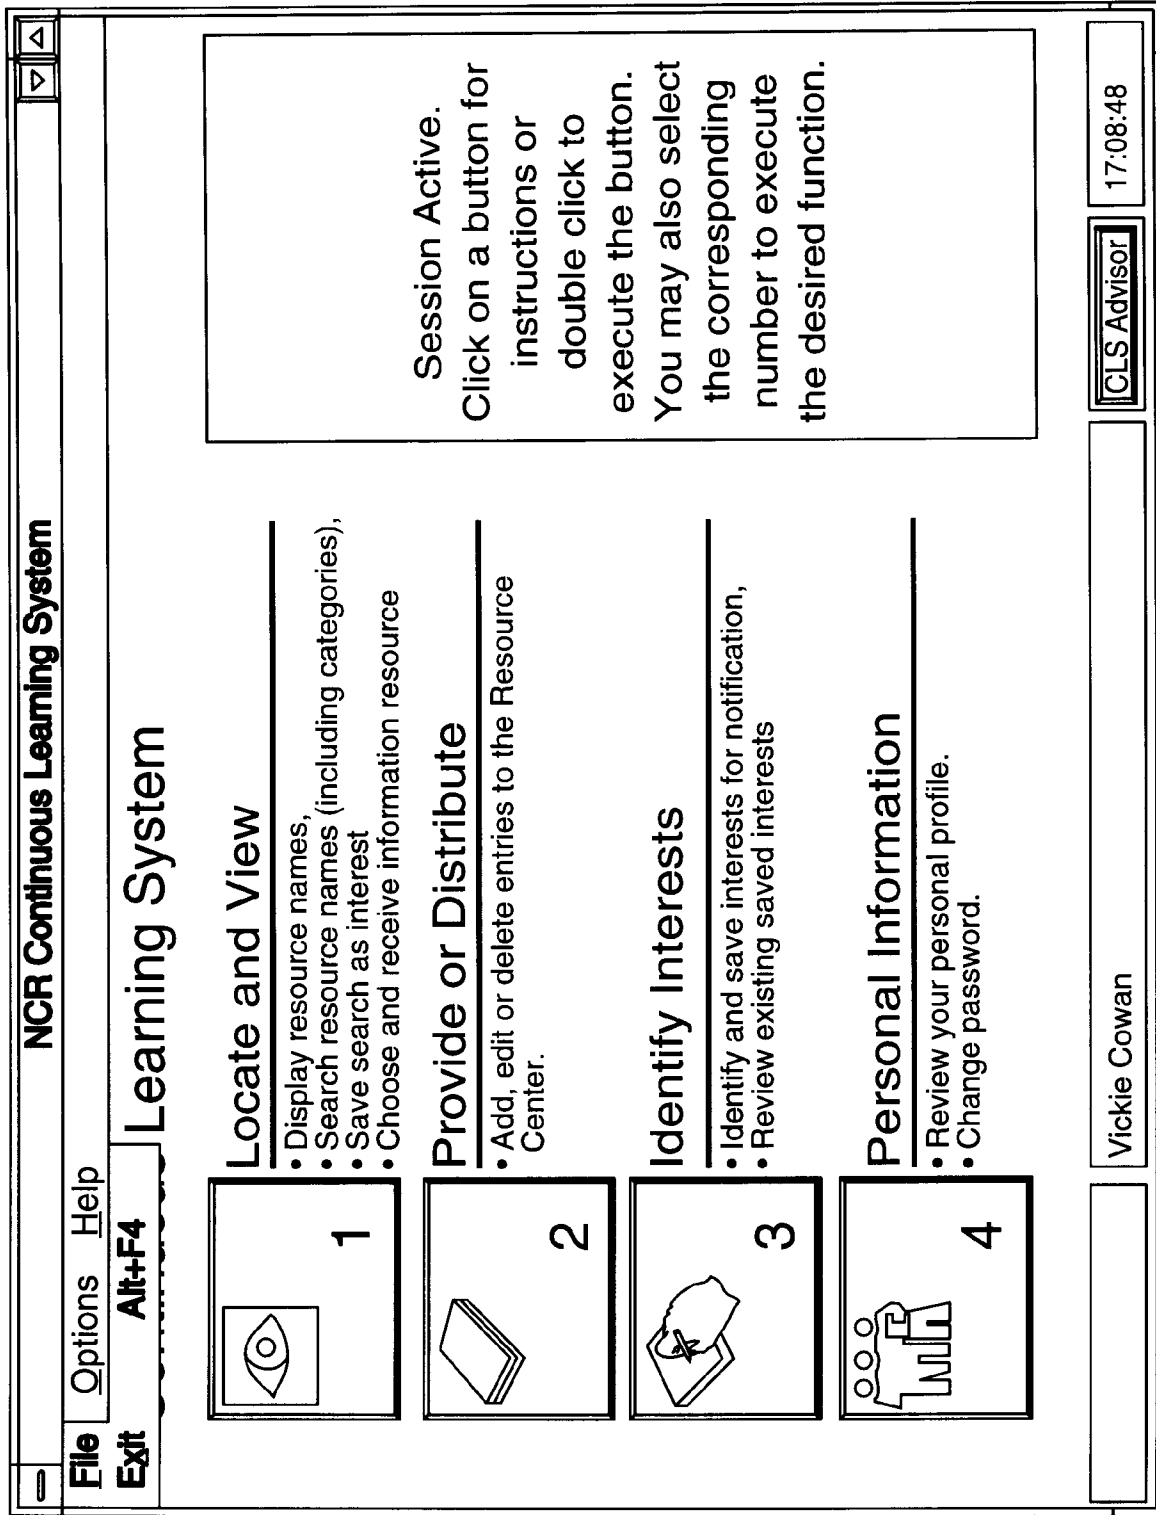 NCR Continuous Learning System
File Options Help
Exit Alt+F4
Learning System
1
Locate and View
• Display resource names,
• Search resource names (including categories),
• Save search as interest
• Choose and receive information resource
2
Provide or Distribute
• Add, edit or delete entries to the Resource
Center.
3
Identify Interests
• Identify and save interests for notification,
• Review existing saved interests
4
Personal Information
• Review your personal profile.
• Change password.
Session Active.
Click on a button for
instructions or
double click to
execute the button.
You may also select
the corresponding
number to execute
the desired function.
Vickie Cowan
CLS Advisor
17:08:48